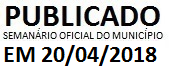 PUBLICADO
SEMANÁRIO OFICIAL DO MUNICÍPIO
EM 20/04/2018